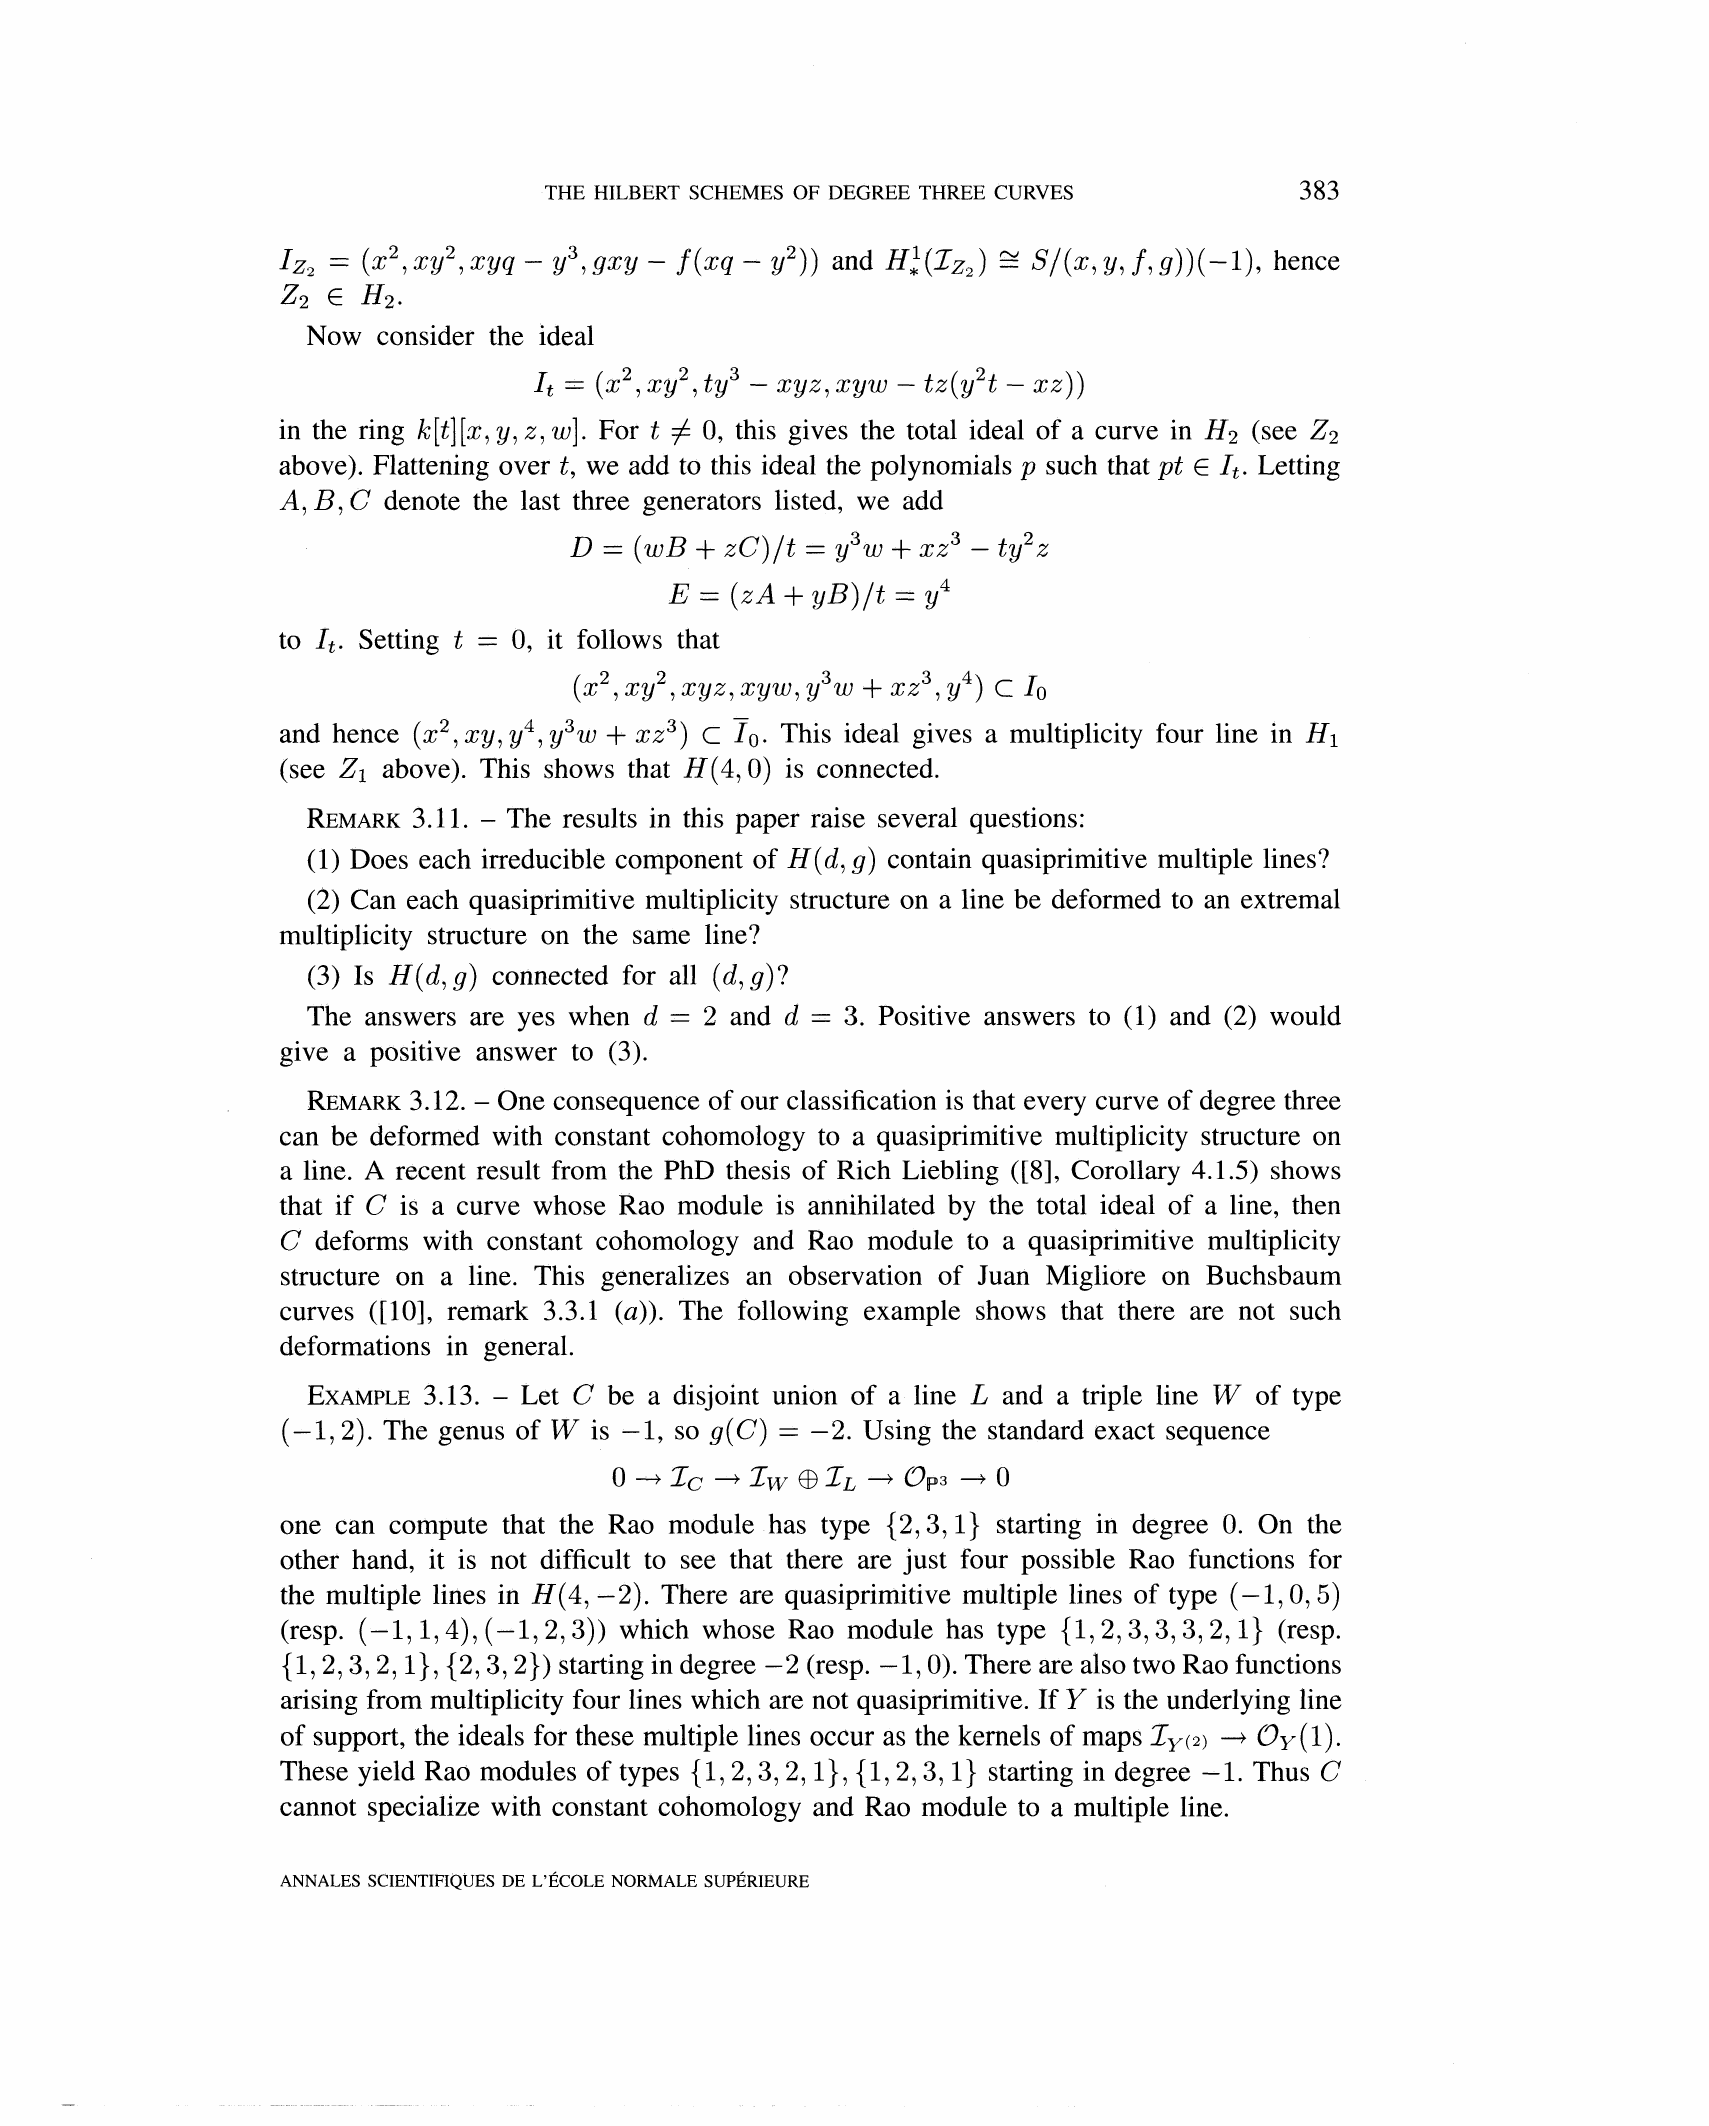 THE HILBERT SCHEMES OF DEGREE THREE CURVES 383
$I_{Z_2} = (x^2, xy^2, xyq - y^3, gxy - f(xq - y^2))$ and $H^1_*(\mathcal{I}_{Z_2}) \cong S/(x, y, f, g))(-1)$, hence
$Z_2 \in H_2$.
Now consider the ideal
$I_t = (x^2, xy^2, ty^3 - xyz, xyw - tz(y^2t - xz))$
in the ring $k[t][x, y, z, w]$. For $t \neq 0$, this gives the total ideal of a curve in $H_2$ (see $Z_2$
above). Flattening over $t$, we add to this ideal the polynomials $p$ such that $pt \in I_t$. Letting
$A, B, C$ denote the last three generators listed, we add
$D = (wB + zC)/t = y^3w + xz^3 - ty^2z$
$E = (zA + yB)/t = y^4$
to $I_t$. Setting $t = 0$, it follows that
$(x^2, xy^2, xyz, xyw, y^3w + xz^3, y^4) \subset I_0$
and hence $(x^2, xy, y^4, y^3w + xz^3) \subset \overline{I}_0$. This ideal gives a multiplicity four line in $H_1$
(see $Z_1$ above). This shows that $H(4, 0)$ is connected.
REMARK 3.11. – The results in this paper raise several questions:
(1) Does each irreducible component of $H(d, g)$ contain quasiprimitive multiple lines?
(2) Can each quasiprimitive multiplicity structure on a line be deformed to an extremal
multiplicity structure on the same line?
(3) Is $H(d, g)$ connected for all $(d, g)$?
The answers are yes when $d = 2$ and $d = 3$. Positive answers to (1) and (2) would
give a positive answer to (3).
REMARK 3.12. – One consequence of our classification is that every curve of degree three
can be deformed with constant cohomology to a quasiprimitive multiplicity structure on
a line. A recent result from the PhD thesis of Rich Liebling ([8], Corollary 4.1.5) shows
that if $C$ is a curve whose Rao module is annihilated by the total ideal of a line, then
$C$ deforms with constant cohomology and Rao module to a quasiprimitive multiplicity
structure on a line. This generalizes an observation of Juan Migliore on Buchsbaum
curves ([10], remark 3.3.1 (a)). The following example shows that there are not such
deformations in general.
EXAMPLE 3.13. – Let $C$ be a disjoint union of a line $L$ and a triple line $W$ of type
$(-1, 2)$. The genus of $W$ is $-1$, so $g(C) = -2$. Using the standard exact sequence
$0 \to \mathcal{I}_C \to \mathcal{I}_W \oplus \mathcal{I}_L \to \mathcal{O}_{\mathbb{P}^3} \to 0$
one can compute that the Rao module has type $\{2, 3, 1\}$ starting in degree 0. On the
other hand, it is not difficult to see that there are just four possible Rao functions for
the multiple lines in $H(4, -2)$. There are quasiprimitive multiple lines of type $(-1, 0, 5)$
(resp. $(-1, 1, 4), (-1, 2, 3)$) which whose Rao module has type $\{1, 2, 3, 3, 3, 2, 1\}$ (resp.
$\{1, 2, 3, 2, 1\}, \{2, 3, 2\}$) starting in degree $-2$ (resp. $-1, 0$). There are also two Rao functions
arising from multiplicity four lines which are not quasiprimitive. If $Y$ is the underlying line
of support, the ideals for these multiple lines occur as the kernels of maps $\mathcal{I}_{Y^{(2)}} \to \mathcal{O}_Y(1)$.
These yield Rao modules of types $\{1, 2, 3, 2, 1\}, \{1, 2, 3, 1\}$ starting in degree $-1$. Thus $C$
cannot specialize with constant cohomology and Rao module to a multiple line.
ANNALES SCIENTIFIQUES DE L'ÉCOLE NORMALE SUPÉRIEURE